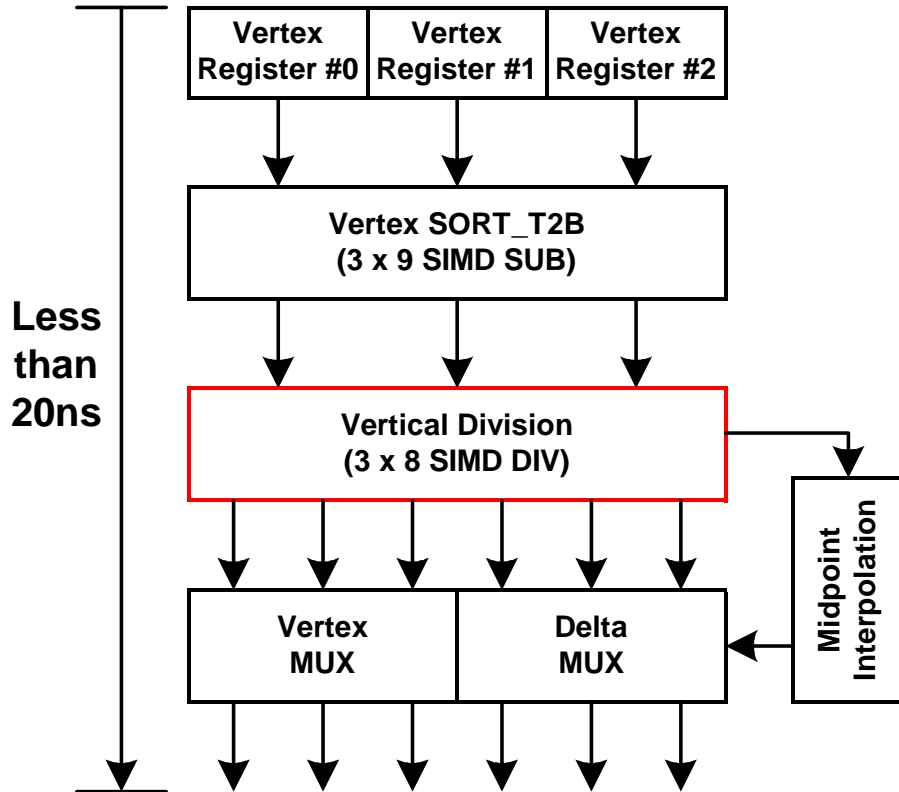 Vertex
Register #0
Vertex
Register #1
Vertex
Register #2
Vertex SORT_T2B
(3 x 9 SIMD SUB)
Less
than
20ns
Vertical Division
(3 x 8 SIMD DIV)
Midpoint
Interpolation
Vertex
MUX
Delta
MUX